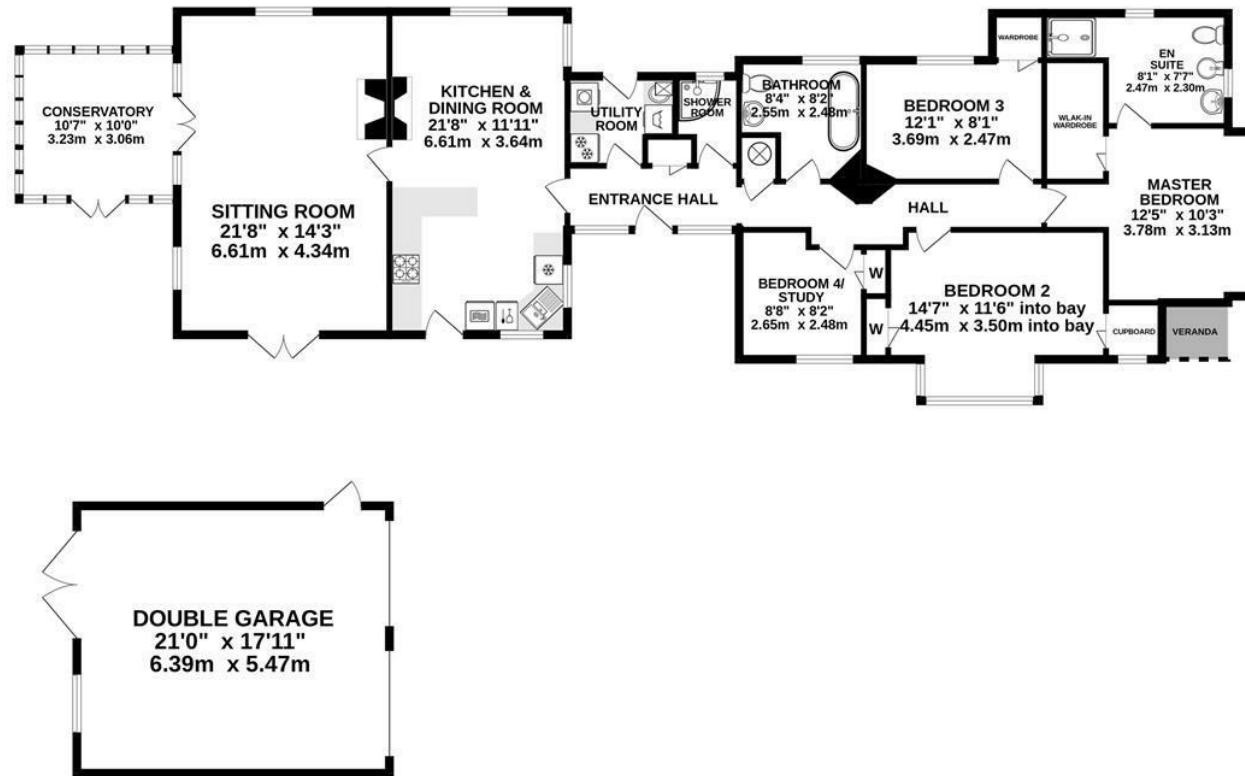 CONSERVATORY
10'7" x 10'0"
3.23m x 3.06m
SITTING ROOM
21'8" x 14'3"
6.61m x 4.34m
KITCHEN &
DINING ROOM
21'8" x 11'11"
6.61m x 3.64m
UTILITY
ROOM
SHOWER
ROOM
ENTRANCE HALL
BATHROOM
8'4" x 8'2"
2.55m x 2.48m
BEDROOM 3
12'1" x 8'1"
3.69m x 2.47m
WARDROBE
EN
SUITE
8'1" x 7'7"
2.47m x 2.30m
WLAK-IN
WARDROBE
MASTER
BEDROOM
12'5" x 10'3"
3.78m x 3.13m
HALL
BEDROOM 4/
STUDY
8'8" x 8'2"
2.65m x 2.48m
W
W
BEDROOM 2
14'7" x 11'6" into bay
4.45m x 3.50m into bay
CUPBOARD
VERANDA
DOUBLE GARAGE
21'0" x 17'11"
6.39m x 5.47m